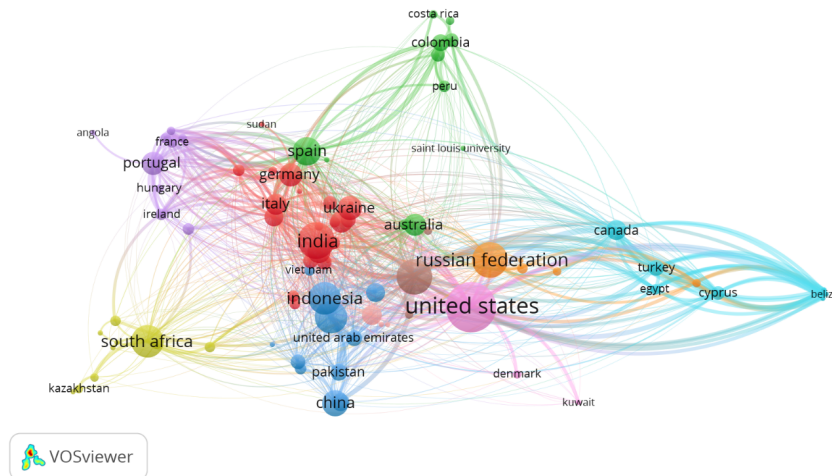 costa rica
colombia
peru
sudan
angola
france
saint louis university
spain
portugal
germany
hungary
italy
ukraine
ireland
australia
canada
india
russian federation
viet nam
turkey
egypt
cyprus
indonesia
united states
united arab emirates
south africa
pakistan
denmark
kazakhstan
china
kuwait
VOSviewer